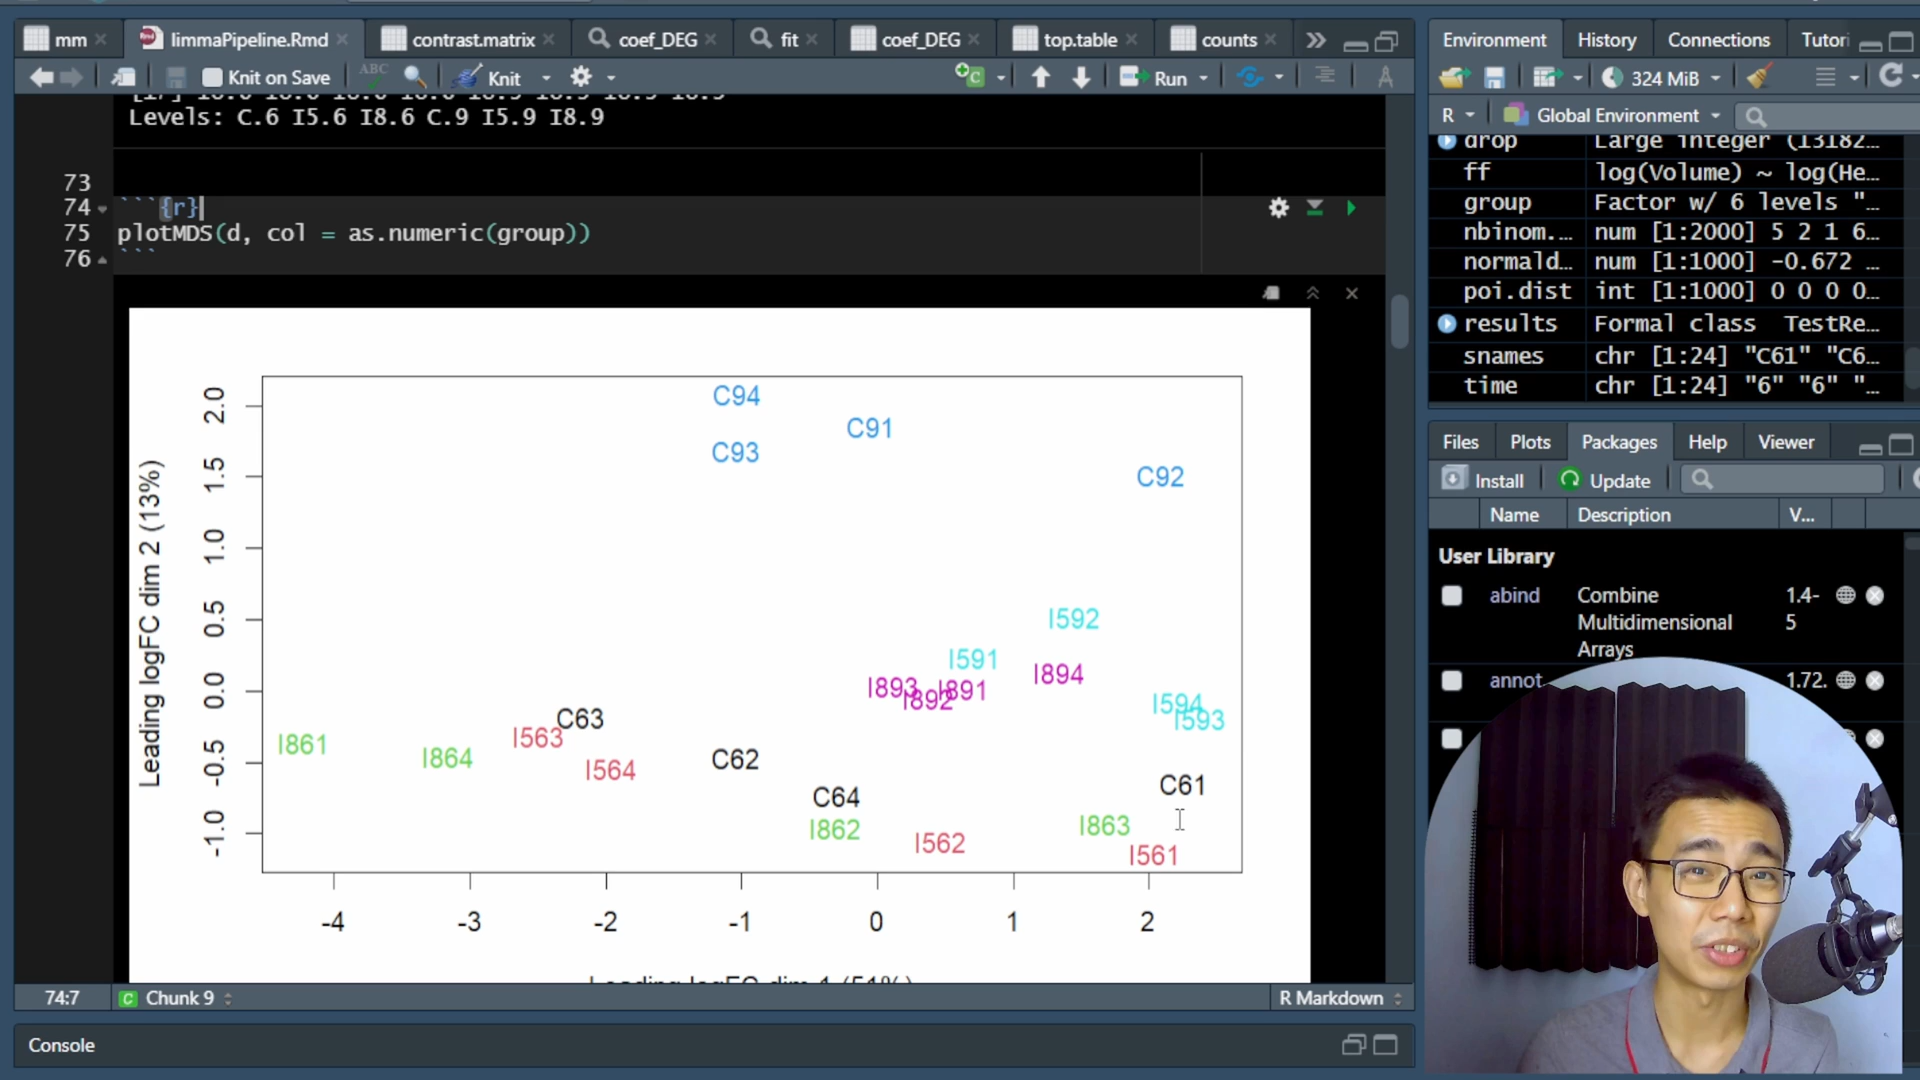 mm
limmaPipeline.Rmd
contrast.matrix
coef_DEG
fit
coef_DEG
top.table
counts
Knit on Save
ABC
Knit
Run
Levels: C.6 I5.6 I8.6 C.9 I5.9 I8.9
73
74 ```{r}
75 plotMDS(d, col = as.numeric(group))
76 ```
Leading logFC dim 2 (13%)
2.0
1.5
1.0
0.5
0.0
-0.5
-1.0
C94
C91
C93
C92
I592
I591
I894
I893
I892
I891
I594
I593
C63
I563
I861
I864
I564
C62
C61
C64
I862
I863
I562
I561
-4
-3
-2
-1
0
1
2
Leading logFC dim 1 (51%)
74:7
Chunk 9
R Markdown
Console
Environment
History
Connections
Tutori
324 MiB
R
Global Environment
drop Large integer (13182...
ff log(Volume) ~ log(He...
group Factor w/ 6 levels "...
nbinom.... num [1:2000] 5 2 1 6...
normald... num [1:1000] -0.672 ...
poi.dist int [1:1000] 0 0 0 0...
results Formal class TestRe...
snames chr [1:24] "C61" "C6...
time chr [1:24] "6" "6" "...
Files
Plots
Packages
Help
Viewer
Install
Update
Name
Description
V...
User Library
abind
Combine
Multidimensional
Arrays
1.4-
5
annot
1.72.